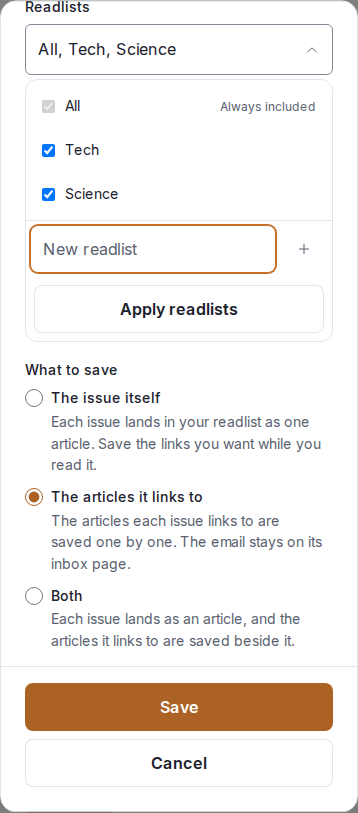 Readlists
All, Tech, Science
All
Always included
Tech
Science
New readlist
+
Apply readlists
What to save
The issue itself
Each issue lands in your readlist as one
article. Save the links you want while you
read it.
The articles it links to
The articles each issue links to are
saved one by one. The email stays on its
inbox page.
Both
Each issue lands as an article, and the
articles it links to are saved beside it.
Save
Cancel